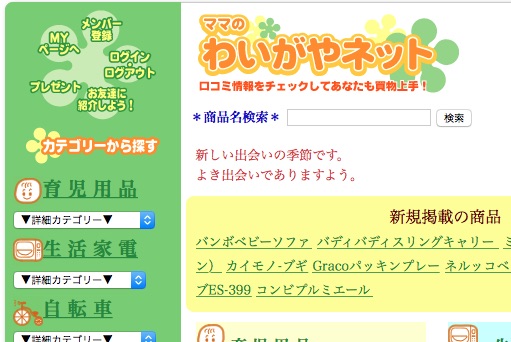 メンバー
登録
MY
ページへ
ログイン・
ログアウト
プレゼント
お友達に
紹介しよう!
カテゴリーから探す
育児用品
▼詳細カテゴリー▼
生活家電
▼詳細カテゴリー▼
自転車
▼詳細カテゴリー▼
ママの
わいがやネット
口コミ情報をチェックしてあなたも買物上手!
＊商品名検索＊ 検索
新しい出会いの季節です。
よき出会いでありますよう。
新規掲載の商品
バンボベビーソファ バディバディスリングキャリー
ン） カイモノ-ブギ Gracoパッキンプレー ネルッコベ
ブES-399 コンビプルミエール
育児用品